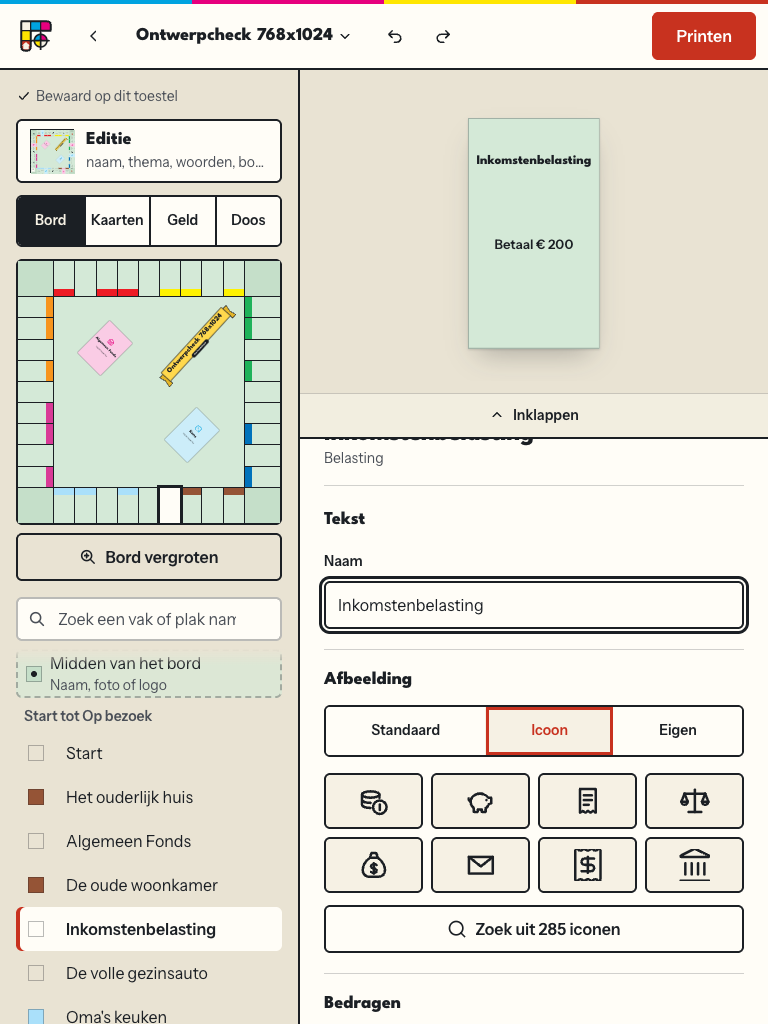 Ontwerpcheck 768x1024
Printen
Bewaard op dit toestel
Editie
naam, thema, woorden, bo...
Bord
Kaarten
Geld
Doos
Ontwerpcheck 768x1024
Bord vergroten
Zoek een vak of plak nam
Midden van het bord
Naam, foto of logo
Start tot Op bezoek
Start
Het ouderlijk huis
Algemeen Fonds
De oude woonkamer
Inkomstenbelasting
De volle gezinsauto
Oma's keuken
Inkomstenbelasting
Betaal € 200
Inklappen
Inkomstenbelasting
Belasting
Tekst
Naam
Inkomstenbelasting
Afbeelding
Standaard
Icoon
Eigen
Zoek uit 285 iconen
Bedragen